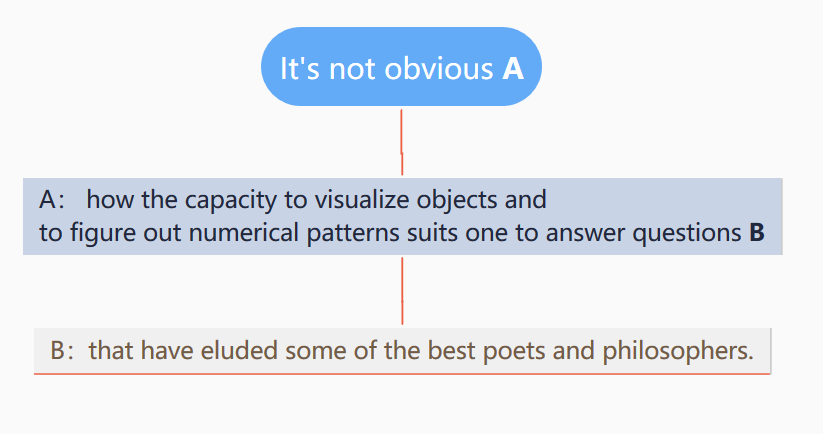 It's not obvious A
A： how the capacity to visualize objects and
to figure out numerical patterns suits one to answer questions B
B：that have eluded some of the best poets and philosophers.